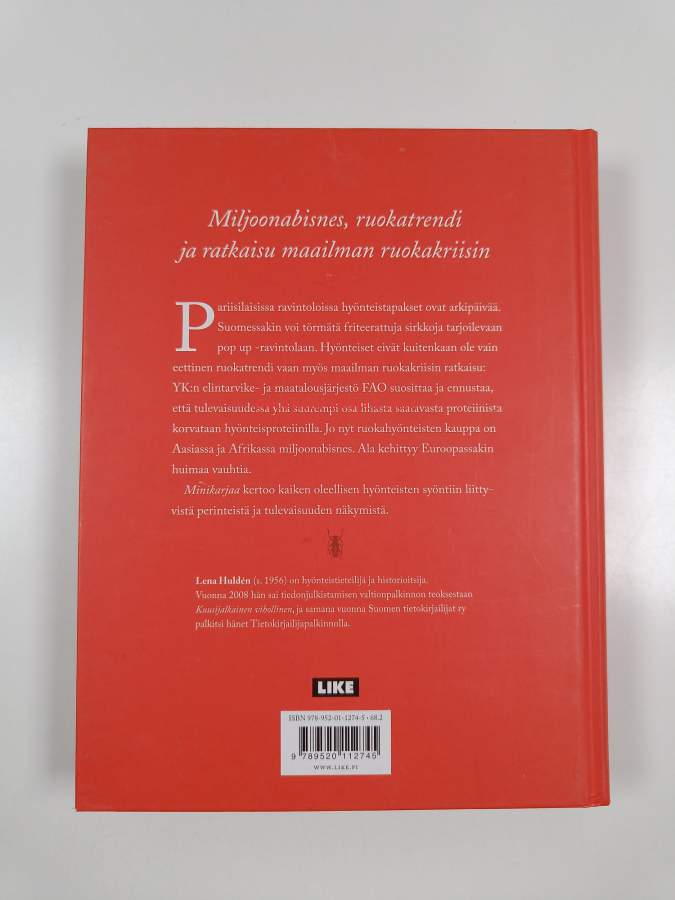 Miljoonabisnes, ruokatrendi
ja ratkaisu maailman ruokakriisin
Pariisilaisissa ravintoloissa hyönteistapakset ovat arkipäivää.
Suomessakin voi törmätä friteerattuja sirkkoja tarjoilevaan
pop up -ravintolaan. Hyönteiset eivät kuitenkaan ole vain
eettinen ruokatrendi vaan myös maailman ruokakriisin ratkaisu:
YK:n elintarvike- ja maatalousjärjestö FAO suosittaa ja ennustaa,
että tulevaisuudessa yhä suurempi osa lihasta saatavasta proteiinista
korvataan hyönteisproteiinilla. Jo nyt ruokahyönteisten kauppa on
Aasiassa ja Afrikassa miljoonabisnes. Ala kehittyy Euroopassakin
huimaa vauhtia.
Minikarjaa kertoo kaiken oleellisen hyönteisten syöntiin liitty-
vistä perinteistä ja tulevaisuuden näkymistä.
Lena Huldén (s. 1956) on hyönteistieteilijä ja historioitsija.
Vuonna 2008 hän sai tiedonjulkistamisen valtionpalkinnon teoksestaan
Kuusijalkainen vihollinen, ja samana vuonna Suomen tietokirjailijat ry
palkitsi hänet Tietokirjailijapalkinnolla.
LIKE
ISBN 978-952-01-1274-5 • 68.2
9 789520 112745
WWW.LIKE.FI